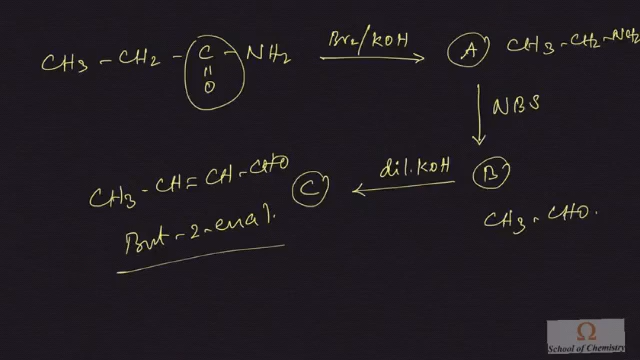 CH3 - CH2 - C - NH2
||
O
Br2/KOH
A
CH3 - CH2 - NH2
NBS
B
CH3 - CHO.
dil. KOH
C
CH3 - CH = CH - CHO
But-2-enal.
Ω
School of Chemistry